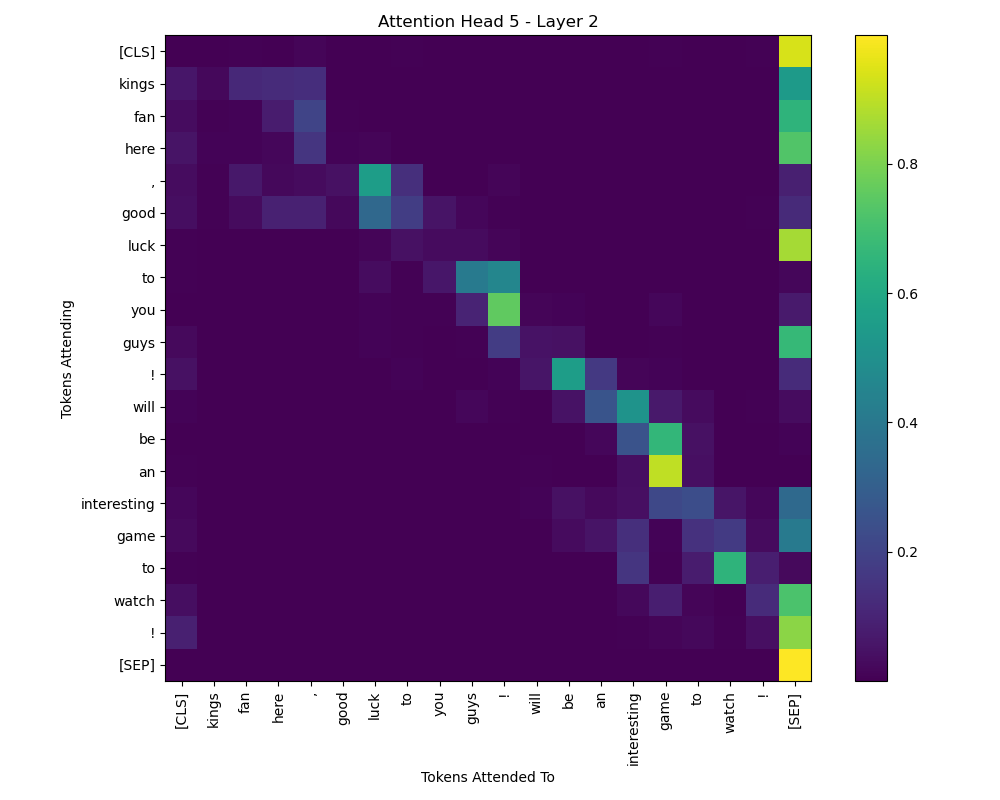 Attention Head 5 - Layer 2
Tokens Attending
[CLS]
kings
fan
here
,
good
luck
to
you
guys
!
will
be
an
interesting
game
to
watch
!
[SEP]
[CLS]
kings
fan
here
,
good
luck
to
you
guys
!
will
be
an
interesting
game
to
watch
!
[SEP]
Tokens Attended To
0.8
0.6
0.4
0.2